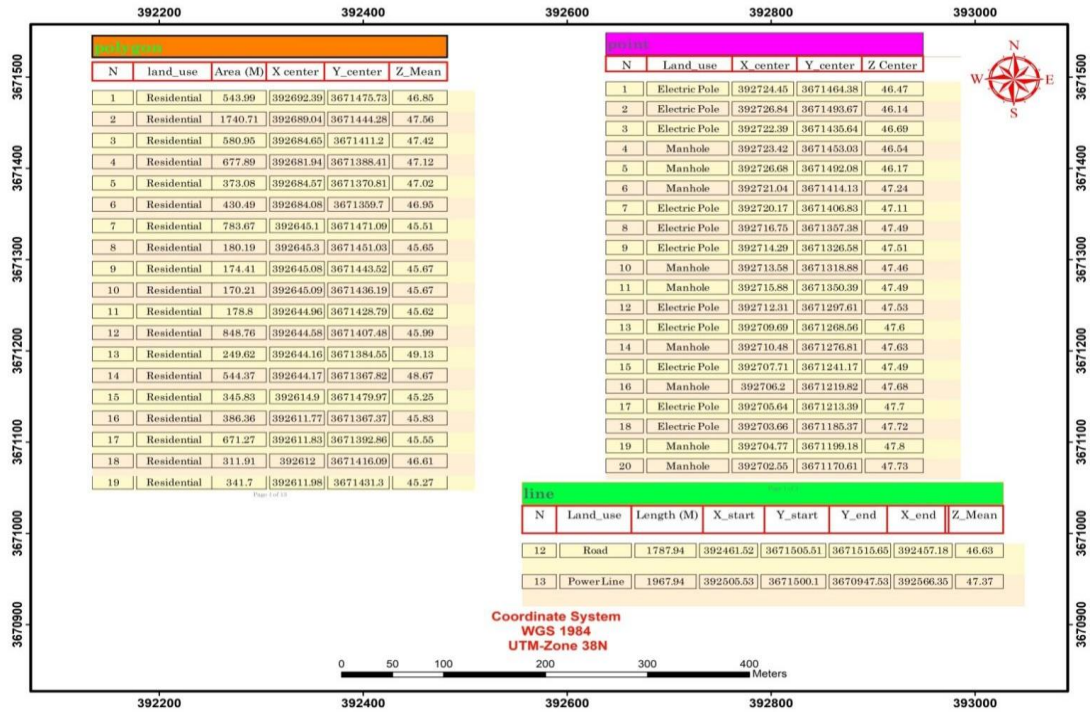 392200 392400 392600 392800 393000
polygon
N land_use Area (M) X center Y_center Z_Mean
1 Residential 543.99 392692.39 3671475.73 46.85
2 Residential 1740.71 392689.04 3671444.28 47.56
3 Residential 580.95 392684.65 3671411.2 47.42
4 Residential 677.89 392681.94 3671388.41 47.12
5 Residential 373.08 392684.57 3671370.81 47.02
6 Residential 430.49 392684.08 3671359.7 46.95
7 Residential 783.67 392645.1 3671471.09 45.51
8 Residential 180.19 392645.3 3671451.03 45.65
9 Residential 174.41 392645.08 3671443.52 45.67
10 Residential 170.21 392645.09 3671436.19 45.67
11 Residential 178.8 392644.96 3671428.79 45.62
12 Residential 848.76 392644.58 3671407.48 45.99
13 Residential 249.62 392644.16 3671384.55 49.13
14 Residential 544.37 392644.17 3671367.82 48.67
15 Residential 345.83 392614.9 3671479.97 45.25
16 Residential 386.36 392611.77 3671367.37 45.83
17 Residential 671.27 392611.83 3671392.86 45.55
18 Residential 311.91 392612 3671416.09 46.61
19 Residential 341.7 392611.98 3671431.3 45.27
Page 1 of 13
point
N Land_use X_center Y_center Z Center
1 Electric Pole 392724.45 3671464.38 46.47
2 Electric Pole 392726.84 3671493.67 46.14
3 Electric Pole 392722.39 3671435.64 46.69
4 Manhole 392723.42 3671453.03 46.54
5 Manhole 392726.68 3671492.08 46.17
6 Manhole 392721.04 3671414.13 47.24
7 Electric Pole 392720.17 3671406.83 47.11
8 Electric Pole 392716.75 3671357.38 47.49
9 Electric Pole 392714.29 3671326.58 47.51
10 Manhole 392713.58 3671318.88 47.46
11 Manhole 392715.88 3671350.39 47.49
12 Electric Pole 392712.31 3671297.61 47.53
13 Electric Pole 392709.69 3671268.56 47.6
14 Manhole 392710.48 3671276.81 47.63
15 Electric Pole 392707.71 3671241.17 47.49
16 Manhole 392706.2 3671219.82 47.68
17 Electric Pole 392705.64 3671213.39 47.7
18 Electric Pole 392703.66 3671185.37 47.72
19 Manhole 392704.77 3671199.18 47.8
20 Manhole 392702.55 3671170.61 47.73
line
N Land_use Length (M) X_start Y_start Y_end X_end Z_Mean
12 Road 1787.94 392461.52 3671505.51 3671515.65 392457.18 46.63
13 Power Line 1967.94 392505.53 3671500.1 3670947.53 392566.35 47.37
N
W E
S
3671500
3671400
3671300
3671200
3671100
3671000
3670900
3671500
3671400
3671300
3671200
3671100
3671000
3670900
Coordinate System
WGS 1984
UTM-Zone 38N
0 50 100 200 300 400
Meters
392200 392400 392600 392800 393000